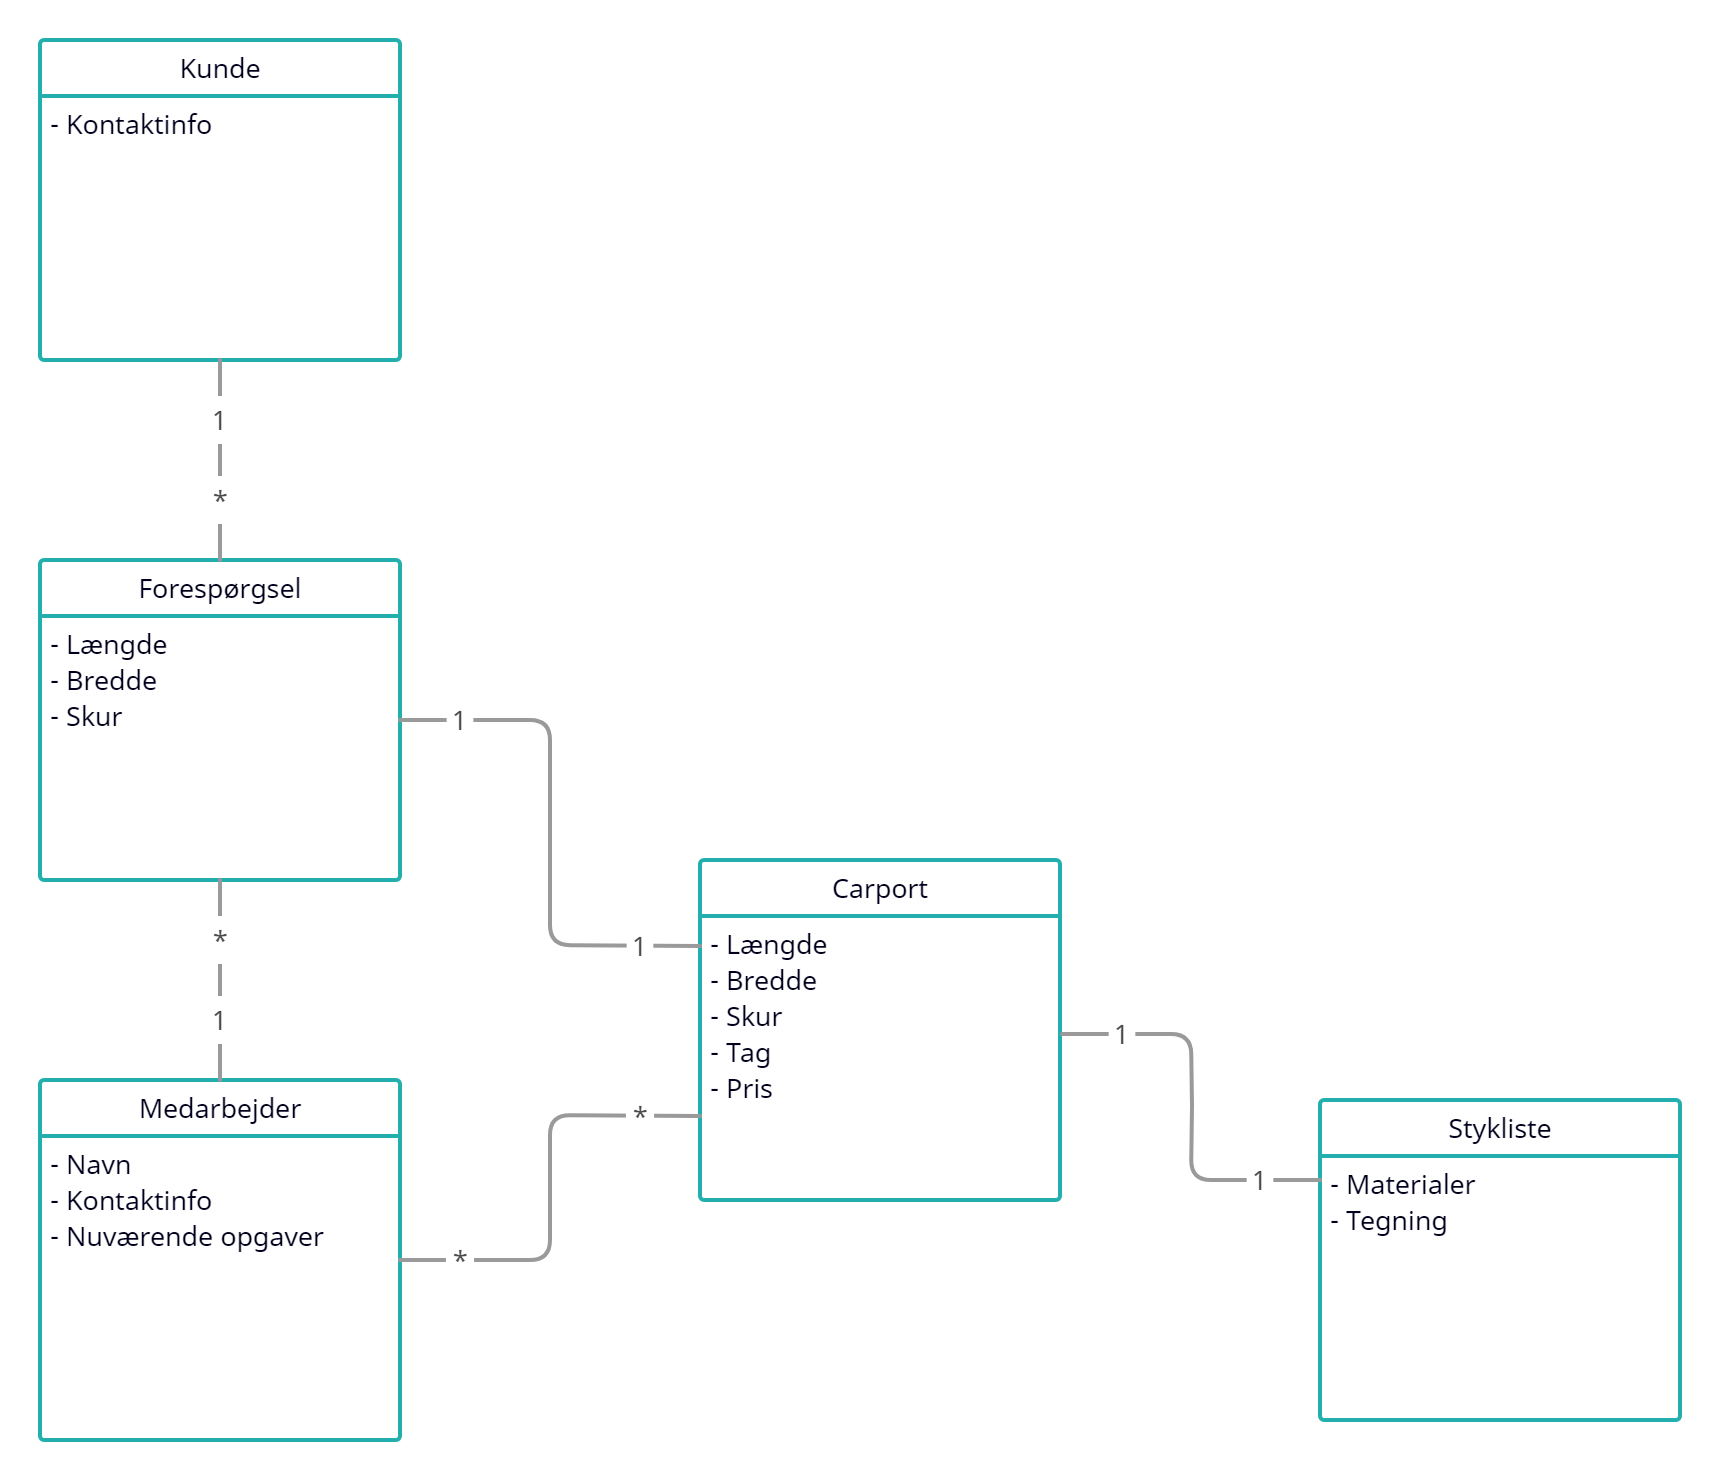 Kunde
- Kontaktinfo
1
*
Forespørgsel
- Længde
- Bredde
- Skur
1
1
*
1
Carport
- Længde
- Bredde
- Skur
- Tag
- Pris
Medarbejder
- Navn
- Kontaktinfo
- Nuværende opgaver
*
*
1
1
Stykliste
- Materialer
- Tegning